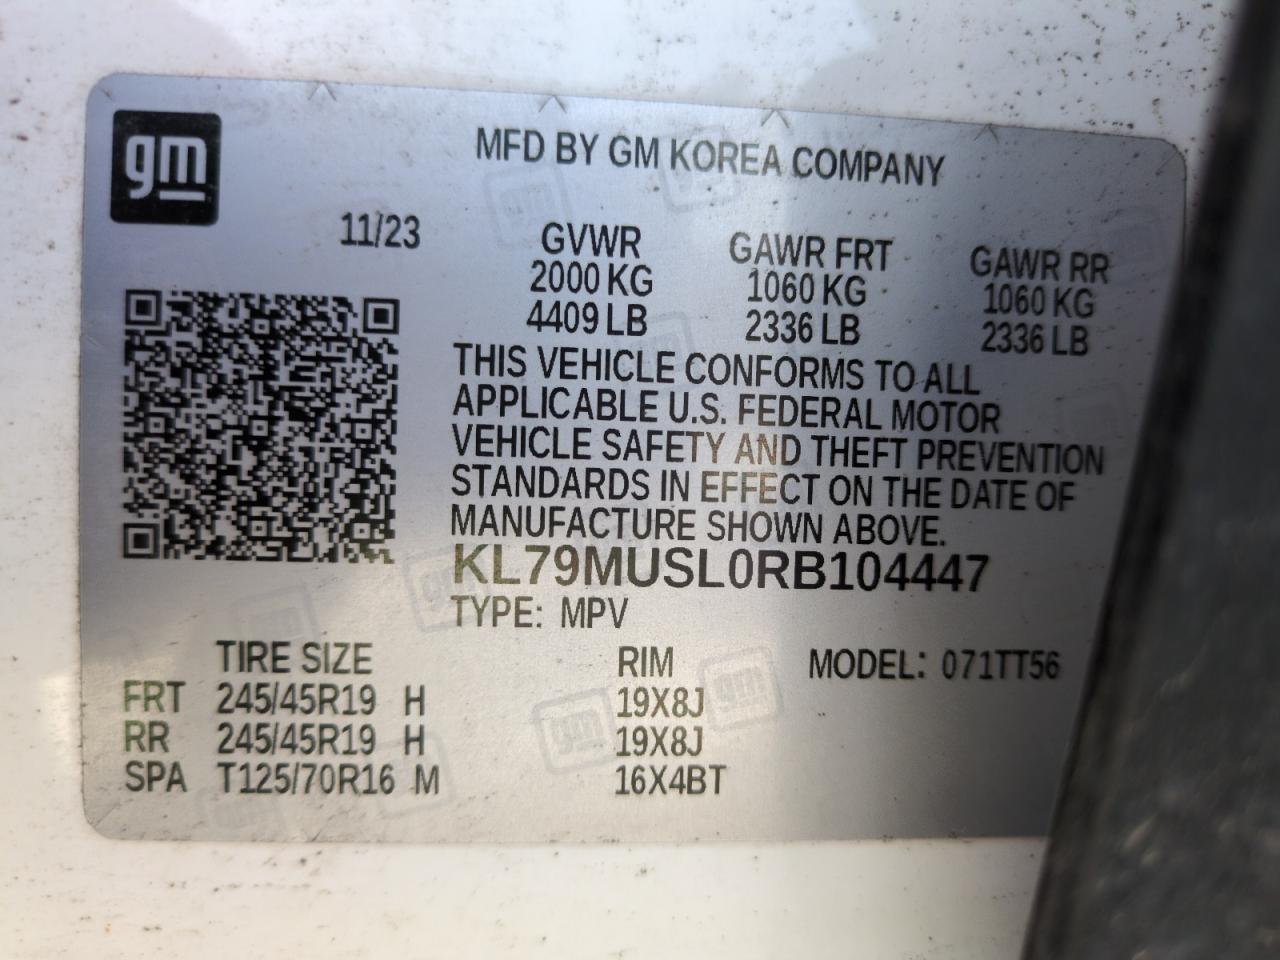 gm
MFD BY GM KOREA COMPANY
11/23 GVWR GAWR FRT GAWR RR
2000 KG 1060 KG 1060 KG
4409 LB 2336 LB 2336 LB
THIS VEHICLE CONFORMS TO ALL
APPLICABLE U.S. FEDERAL MOTOR
VEHICLE SAFETY AND THEFT PREVENTION
STANDARDS IN EFFECT ON THE DATE OF
MANUFACTURE SHOWN ABOVE.
KL79MUSL0RB104447
TYPE: MPV
TIRE SIZE RIM MODEL: 071TT56
FRT 245/45R19 H 19X8J
RR 245/45R19 H 19X8J
SPA T125/70R16 M 16X4BT